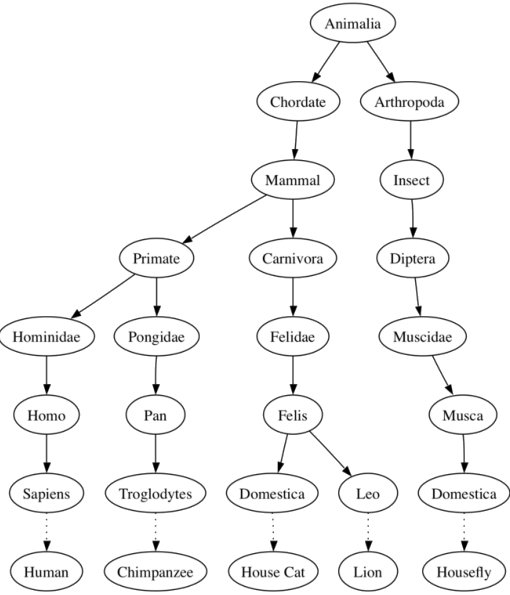 Animalia
Chordate Arthropoda
Mammal Insect
Primate Carnivora Diptera
Hominidae Pongidae Felidae Muscidae
Homo Pan Felis Musca
Sapiens Troglodytes Domestica Leo Domestica
Human Chimpanzee House Cat Lion Housefly